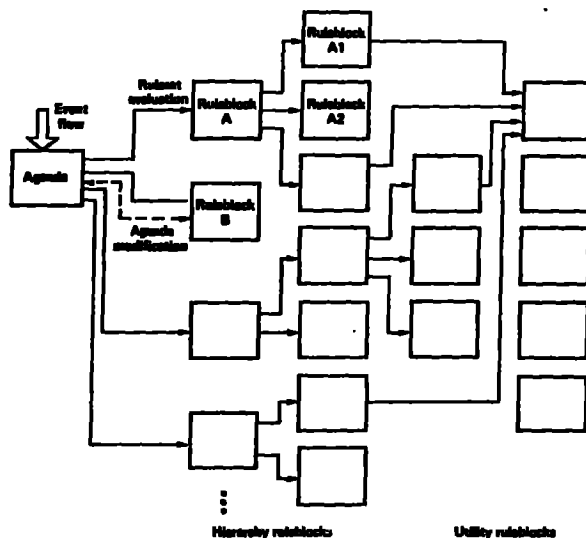 Ruleblock
A1
Ruleset
evaluation
Ruleblock
A
Ruleblock
A2
Event
flow
Agenda
Ruleblock
B
Agenda
modification
Hierarchy ruleblocks
Utility ruleblocks